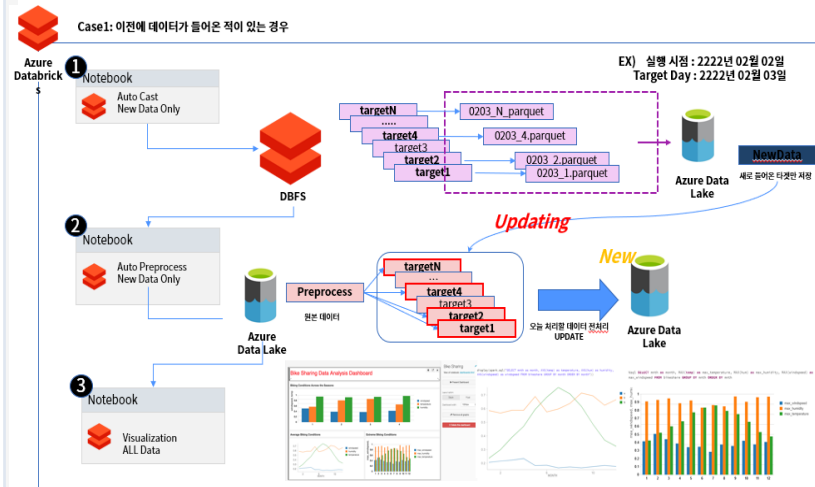 Case1: 이전에 데이터가 들어온 적이 있는 경우
Azure
Databrick
s
EX) 실행 시점 : 2222년 02월 02일
Target Day : 2222년 02월 03일
1
Notebook
Auto Cast
New Data Only
DBFS
targetN
.....
target4
target3
target2
target1
0203_N_parquet
0203_4.parquet
0203_2.parquet
0203_1.parquet
Azure Data
Lake
NewData
새로 들어온 타겟만 저장
2
Notebook
Auto Preprocess
New Data Only
Azure
Data Lake
Preprocess
원본 데이터
Updating
targetN
...
target4
target3
target2
target1
오늘 처리할 데이터 전처리
UPDATE
New
Azure Data
Lake
3
Notebook
Visualization
ALL Data
Bike Sharing Data Analysis Dashboard
Bike Sharing